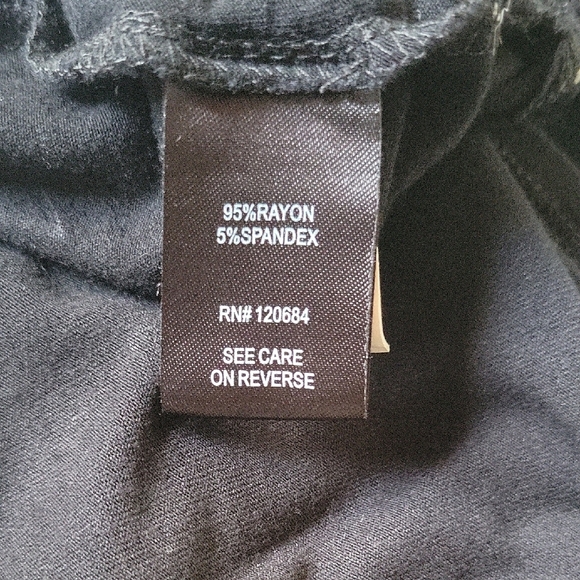 95%RAYON
5%SPANDEX
RN# 120684
SEE CARE
ON REVERSE